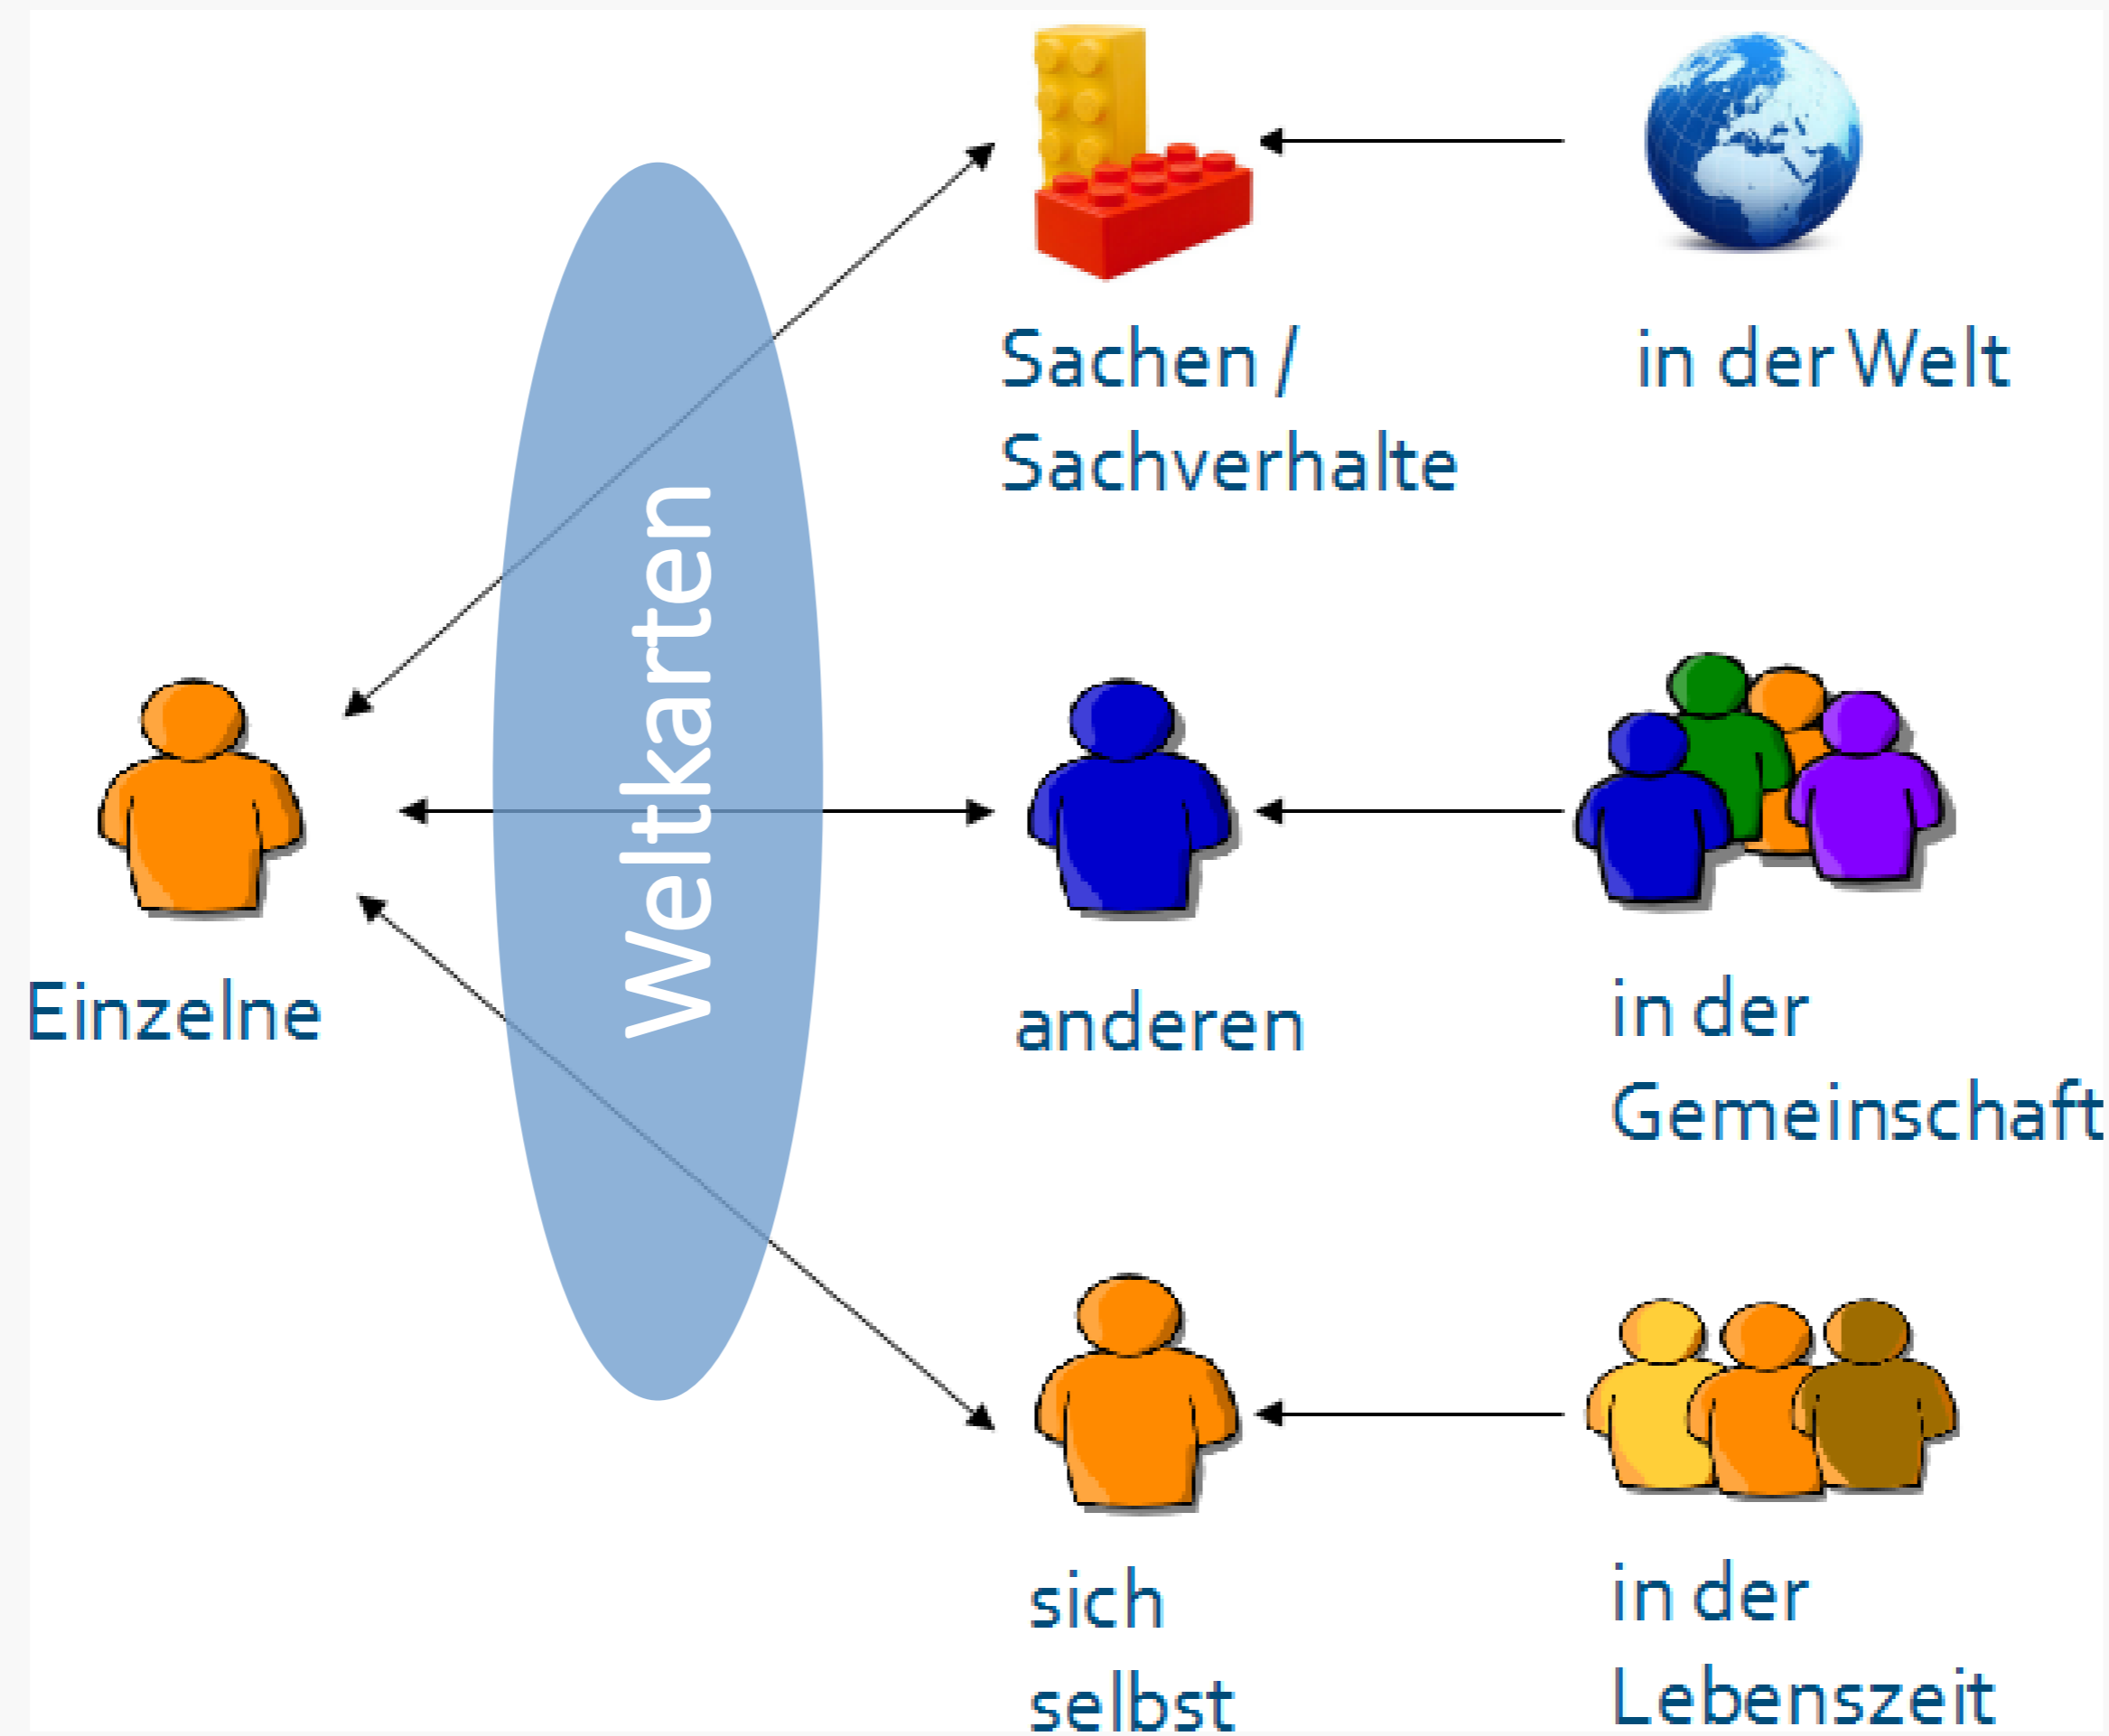 Sachen /
Sachverhalte
in der Welt
Weltkarten
Einzelne
anderen
in der
Gemeinschaft
sich
selbst
in der
Lebenszeit